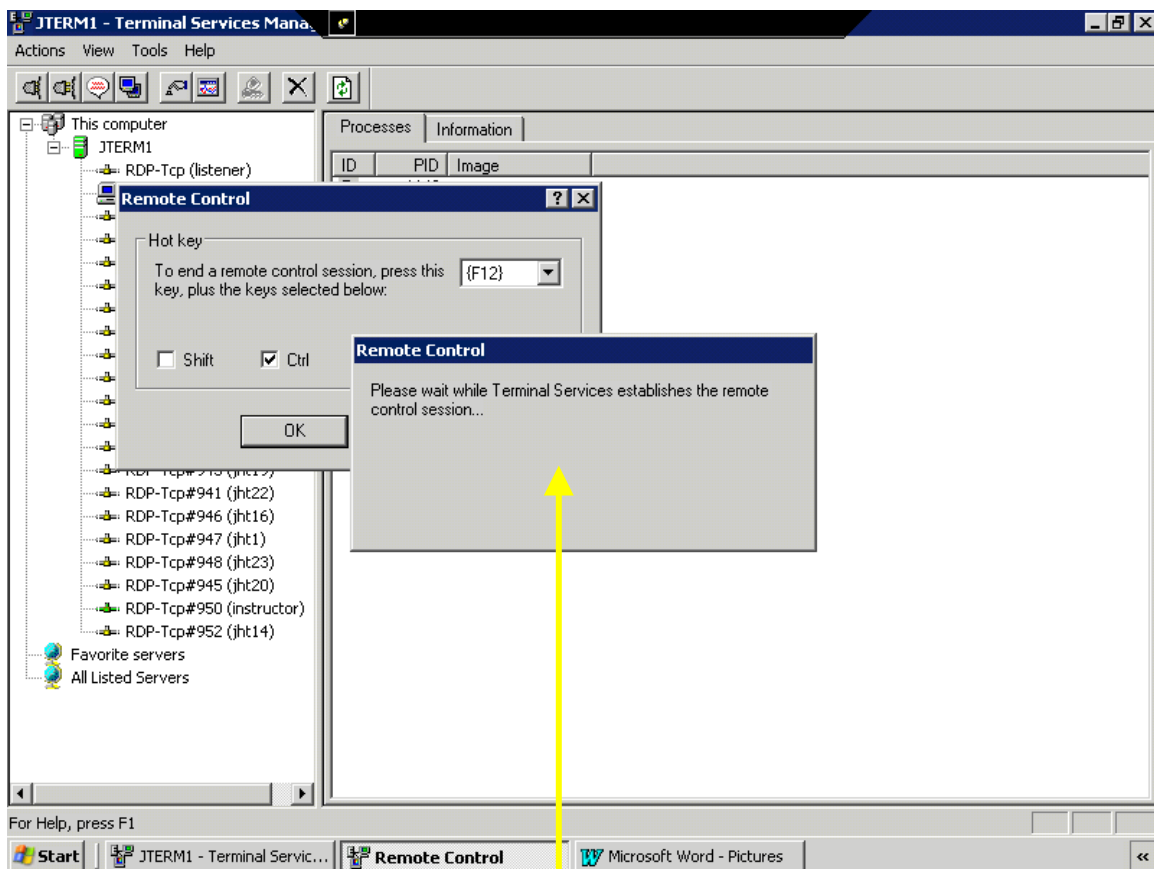 JTERM1 - Terminal Services Mana
Actions View Tools Help
This computer
JTERM1
RDP-Tcp (listener)
RDP-Tcp#941 (jht22)
RDP-Tcp#946 (jht16)
RDP-Tcp#947 (jht1)
RDP-Tcp#948 (jht23)
RDP-Tcp#945 (jht20)
RDP-Tcp#950 (instructor)
RDP-Tcp#952 (jht14)
Favorite servers
All Listed Servers
Processes Information
ID PID Image
Remote Control
Hot key
To end a remote control session, press this
key, plus the keys selected below:
{F12}
Shift Ctrl
OK
Remote Control
Please wait while Terminal Services establishes the remote
control session...
For Help, press F1
Start JTERM1 - Terminal Servic... Remote Control Microsoft Word - Pictures «